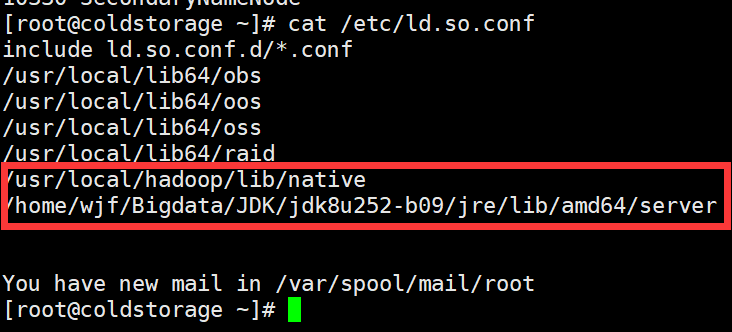 10330 SecondaryNameNode
[root@coldstorage ~]# cat /etc/ld.so.conf
include ld.so.conf.d/*.conf
/usr/local/lib64/obs
/usr/local/lib64/oos
/usr/local/lib64/oss
/usr/local/lib64/raid
/usr/local/hadoop/lib/native
/home/wjf/Bigdata/JDK/jdk8u252-b09/jre/lib/amd64/server
You have new mail in /var/spool/mail/root
[root@coldstorage ~]#